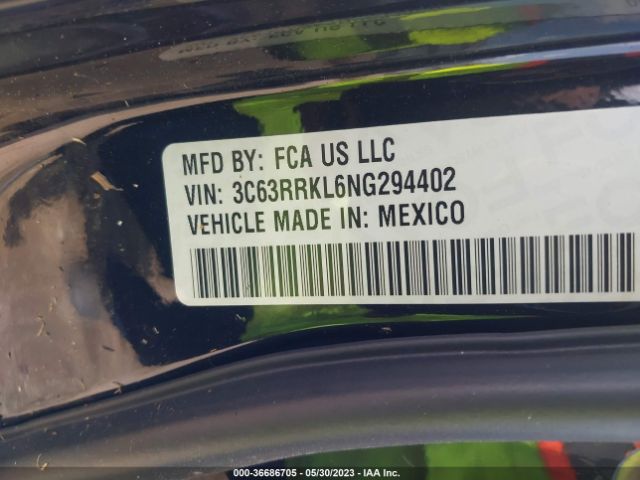 MFD BY: FCA US LLC
VIN: 3C63RRKL6NG294402
VEHICLE MADE IN: MEXICO
000-36686705 - 05/30/2023 - IAA Inc.